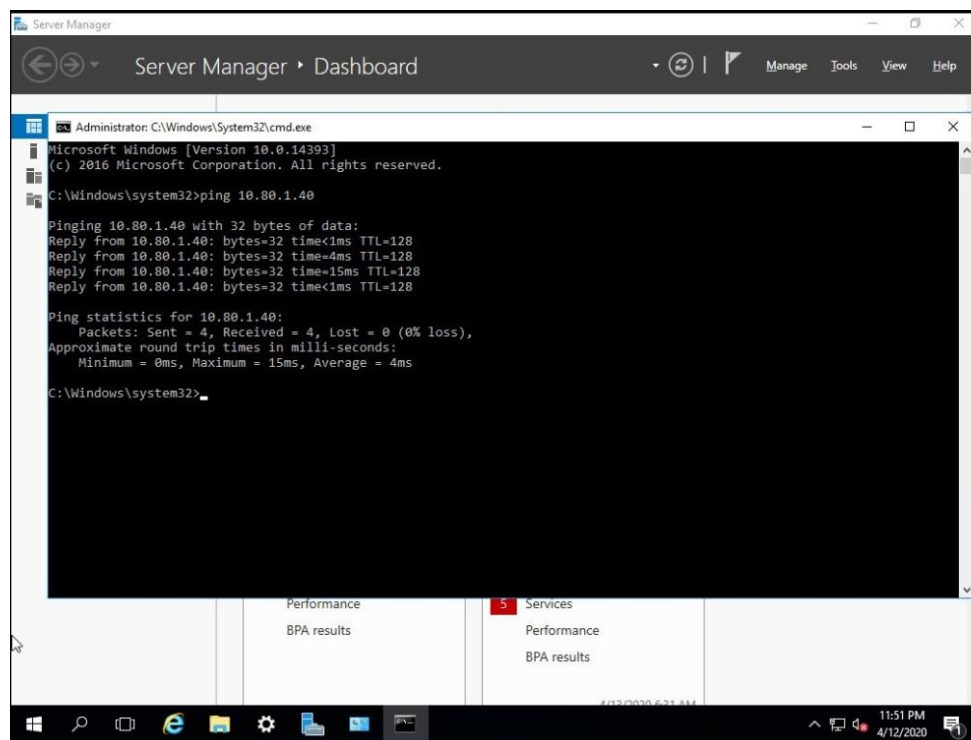 Server Manager
Server Manager ‣ Dashboard
Manage Tools View Help
Administrator: C:\Windows\System32\cmd.exe
Microsoft Windows [Version 10.0.14393]
(c) 2016 Microsoft Corporation. All rights reserved.
C:\Windows\system32>ping 10.80.1.40
Pinging 10.80.1.40 with 32 bytes of data:
Reply from 10.80.1.40: bytes=32 time<1ms TTL=128
Reply from 10.80.1.40: bytes=32 time=4ms TTL=128
Reply from 10.80.1.40: bytes=32 time=15ms TTL=128
Reply from 10.80.1.40: bytes=32 time<1ms TTL=128
Ping statistics for 10.80.1.40:
Packets: Sent = 4, Received = 4, Lost = 0 (0% loss),
Approximate round trip times in milli-seconds:
Minimum = 0ms, Maximum = 15ms, Average = 4ms
C:\Windows\system32>
Performance
BPA results
5 Services
Performance
BPA results
4/13/2020 6:31 AM
11:51 PM
4/12/2020
1